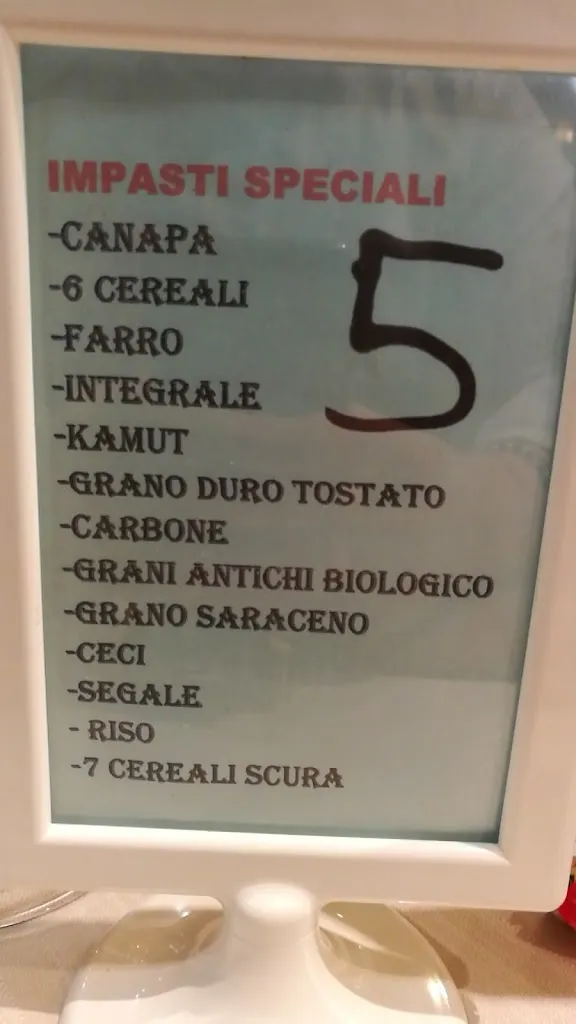 IMPASTI SPECIALI
-CANAPA
5
-6 CEREALI
-FARRO
-INTEGRALE
-KAMUT
-GRANO DURO TOSTATO
-CARBONE
-GRANI ANTICHI BIOLOGICO
-GRANO SARACENO
-CECI
-SEGALE
- RISO
-7 CEREALI SCURA